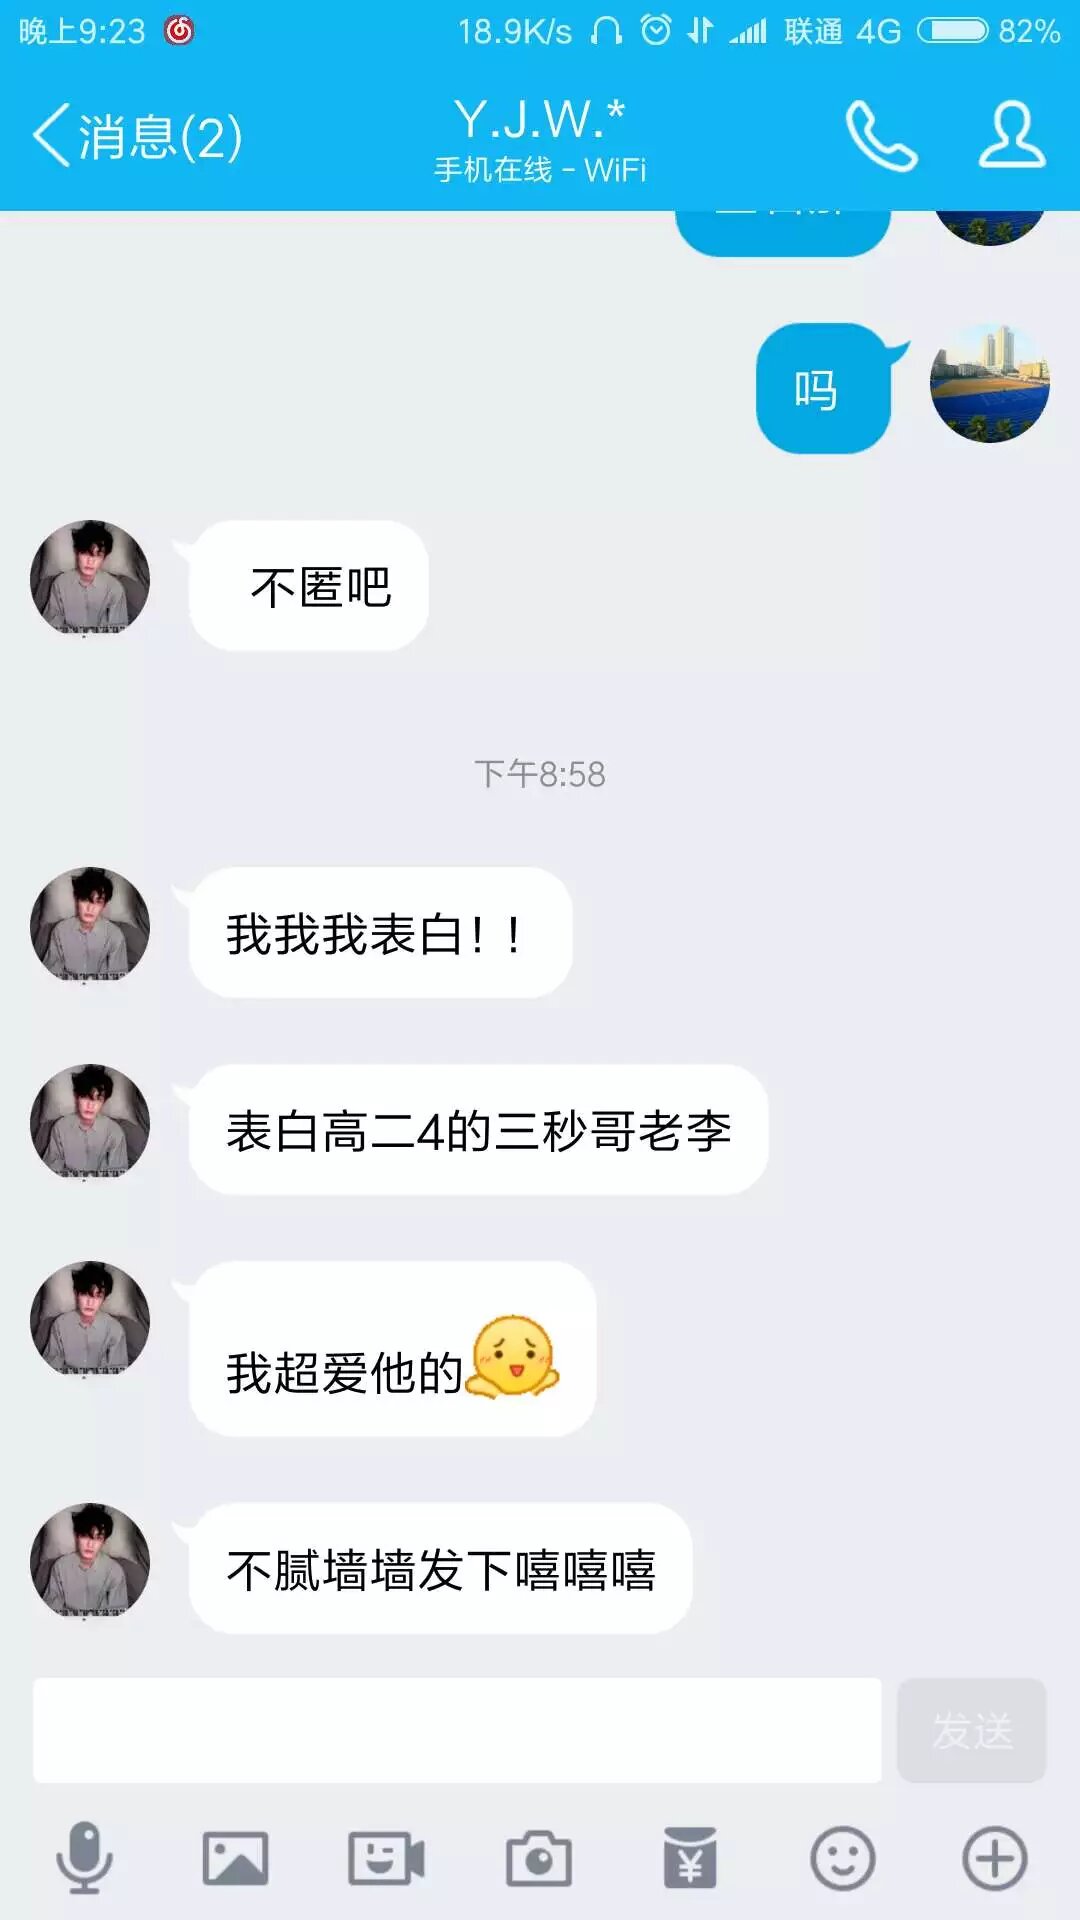 晚上9:23 18.9K/s 联通 4G 82%
消息(2)
Y.J.W.*
手机在线 - WiFi
吗
不匿吧
下午8:58
我我我表白！！
表白高二4的三秒哥老李
我超爱他的
不腻墙墙发下嘻嘻嘻
发送